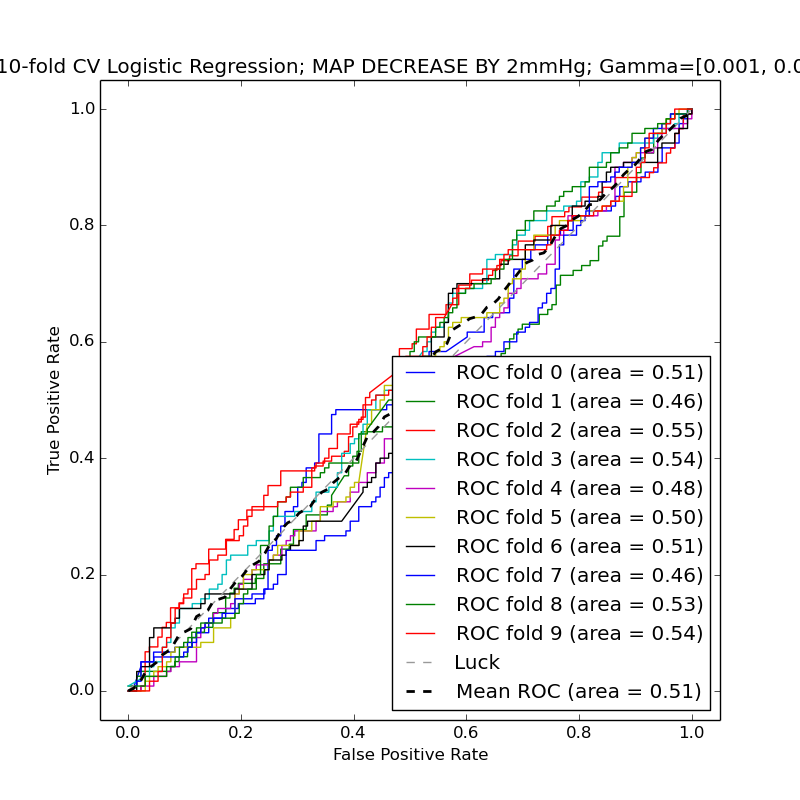 10-fold CV Logistic Regression; MAP DECREASE BY 2mmHg; Gamma=[0.001, 0.0
1.0
0.8
0.6
0.4
0.2
0.0
True Positive Rate
ROC fold 0 (area = 0.51)
ROC fold 1 (area = 0.46)
ROC fold 2 (area = 0.55)
ROC fold 3 (area = 0.54)
ROC fold 4 (area = 0.48)
ROC fold 5 (area = 0.50)
ROC fold 6 (area = 0.51)
ROC fold 7 (area = 0.46)
ROC fold 8 (area = 0.53)
ROC fold 9 (area = 0.54)
Luck
Mean ROC (area = 0.51)
0.0 0.2 0.4 0.6 0.8 1.0
False Positive Rate